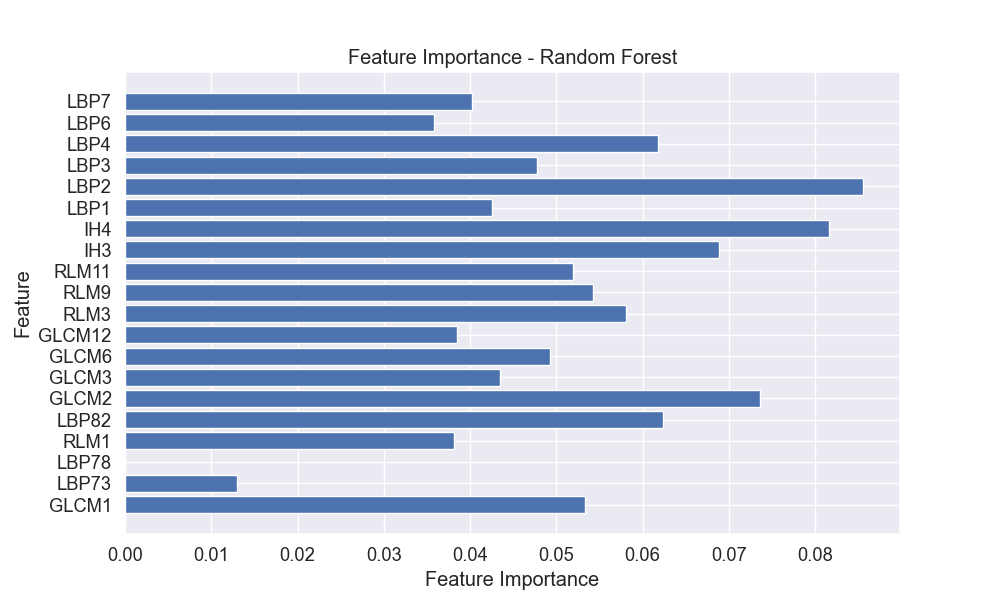 Feature Importance - Random Forest
LBP7
LBP6
LBP4
LBP3
LBP2
LBP1
IH4
IH3
RLM11
RLM9
RLM3
GLCM12
GLCM6
GLCM3
GLCM2
LBP82
RLM1
LBP78
LBP73
GLCM1
Feature
0.00 0.01 0.02 0.03 0.04 0.05 0.06 0.07 0.08
Feature Importance